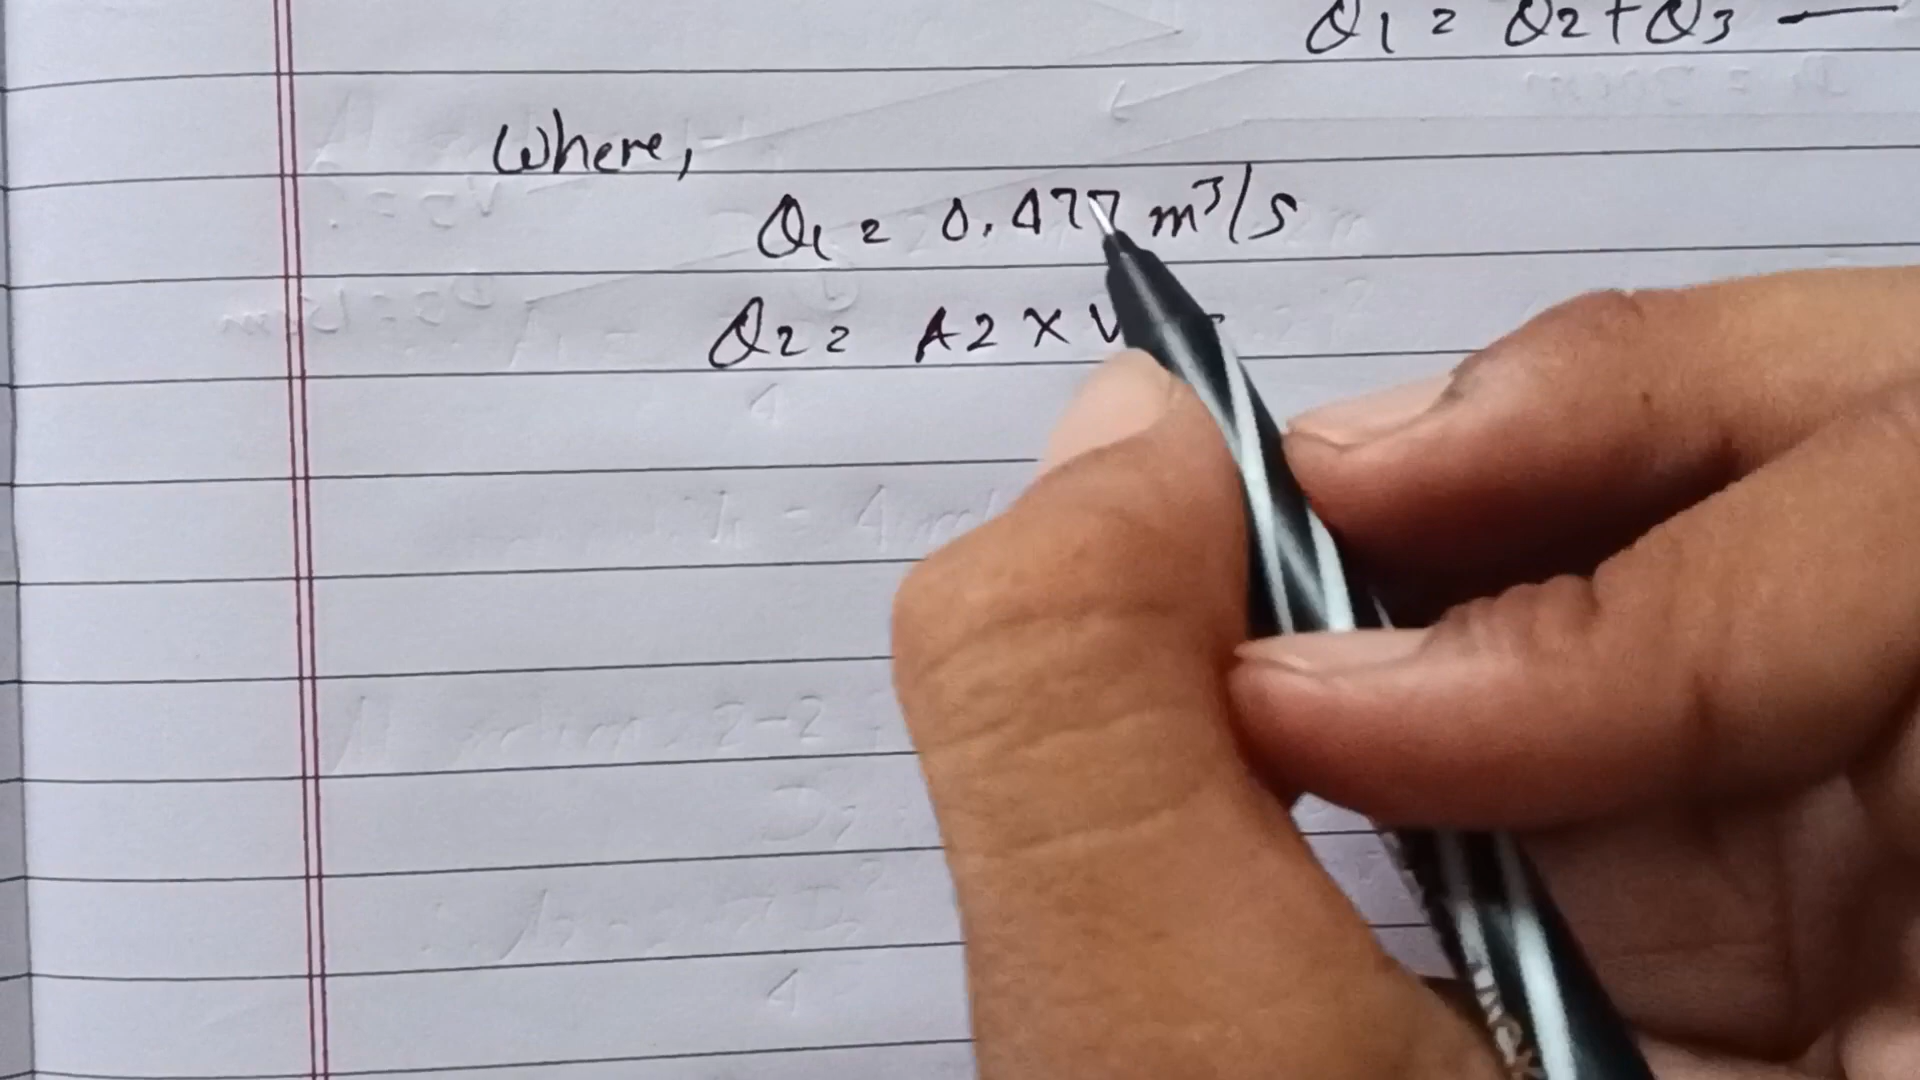 Q1 = Q2 + Q3 —
Where,
Q1 = 0.477 m³/s
Q2 = A2 × V